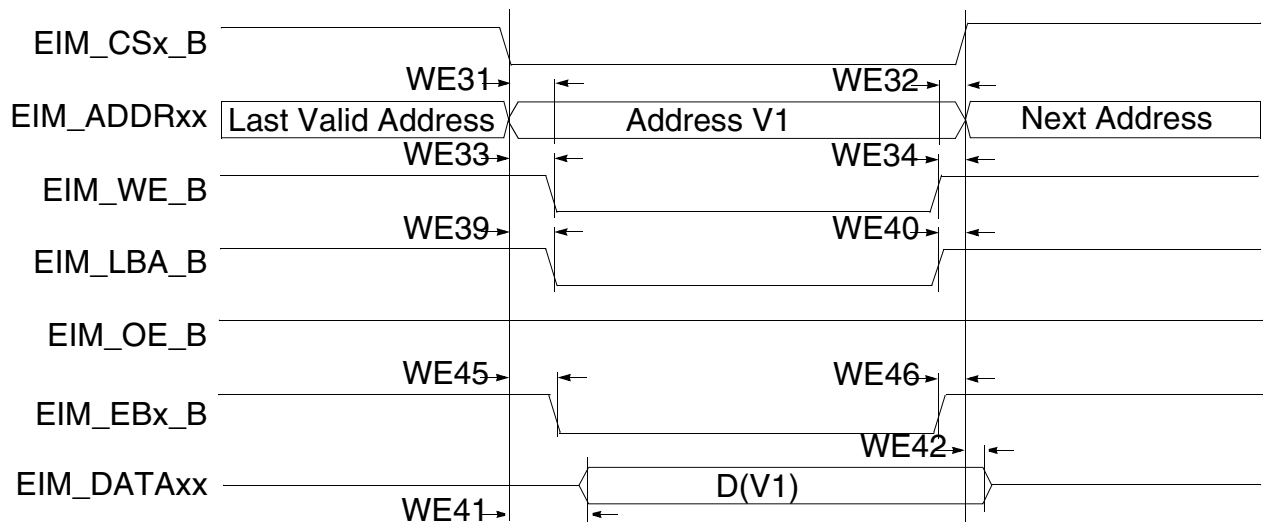 EIM_CSx_B
WE31 WE32
EIM_ADDRxx Last Valid Address Address V1 Next Address
WE33 WE34
EIM_WE_B
WE39 WE40
EIM_LBA_B
EIM_OE_B
WE45 WE46
EIM_EBx_B
WE42
EIM_DATAxx D(V1)
WE41